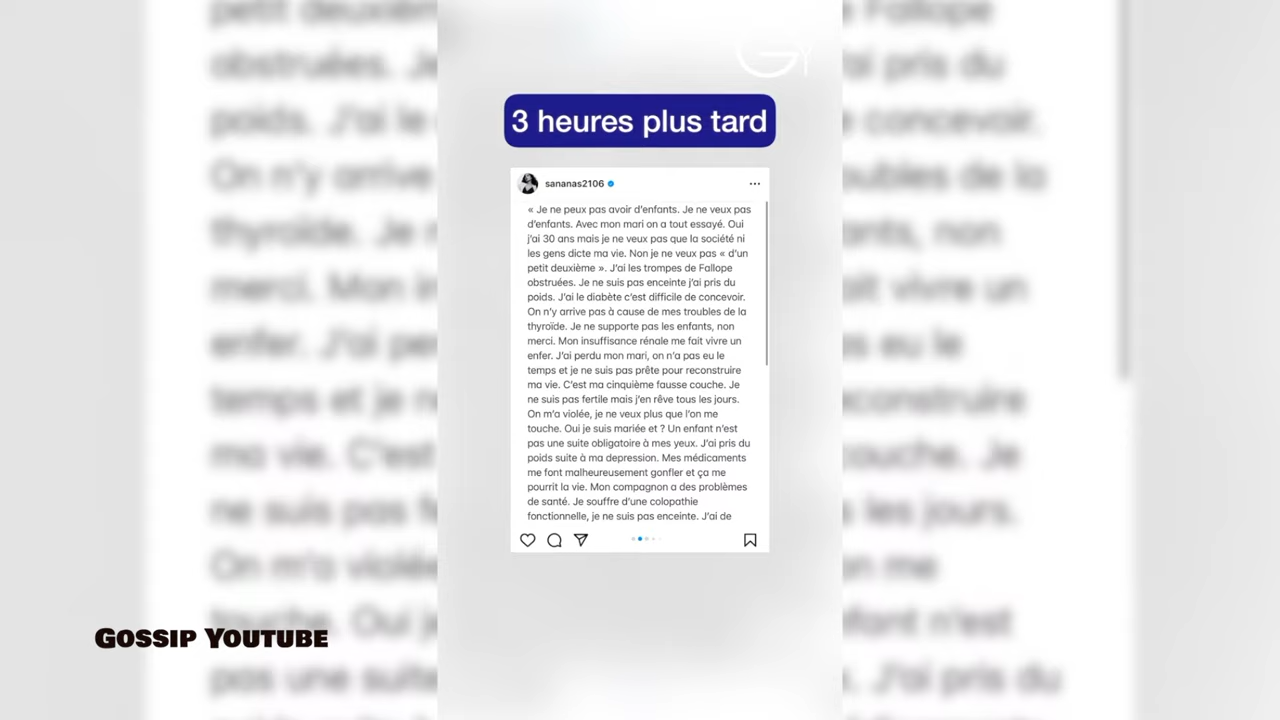 3 heures plus tard
sananas2106
« Je ne peux pas avoir d'enfants. Je ne veux pas
d'enfants. Avec mon mari on a tout essayé. Oui
j'ai 30 ans mais je ne veux pas que la société ni
les gens dicte ma vie. Non je ne veux pas « d'un
petit deuxième ». J'ai les trompes de Fallope
obstruées. Je ne suis pas enceinte j'ai pris du
poids. J'ai le diabète c'est difficile de concevoir.
On n'y arrive pas à cause de mes troubles de la
thyroïde. Je ne supporte pas les enfants, non
merci. Mon insuffisance rénale me fait vivre un
enfer. J'ai perdu mon mari, on n'a pas eu le
temps et je ne suis pas prête pour reconstruire
ma vie. C'est ma cinquième fausse couche. Je
ne suis pas fertile mais j'en rêve tous les jours.
On m'a violée, je ne veux plus que l'on me
touche. Oui je suis mariée et ? Un enfant n'est
pas une suite obligatoire à mes yeux. J'ai pris du
poids suite à ma depression. Mes médicaments
me font malheureusement gonfler et ça me
pourrit la vie. Mon compagnon a des problèmes
de santé. Je souffre d'une colopathie
fonctionnelle, je ne suis pas enceinte. J'ai de
Gossip Youtube